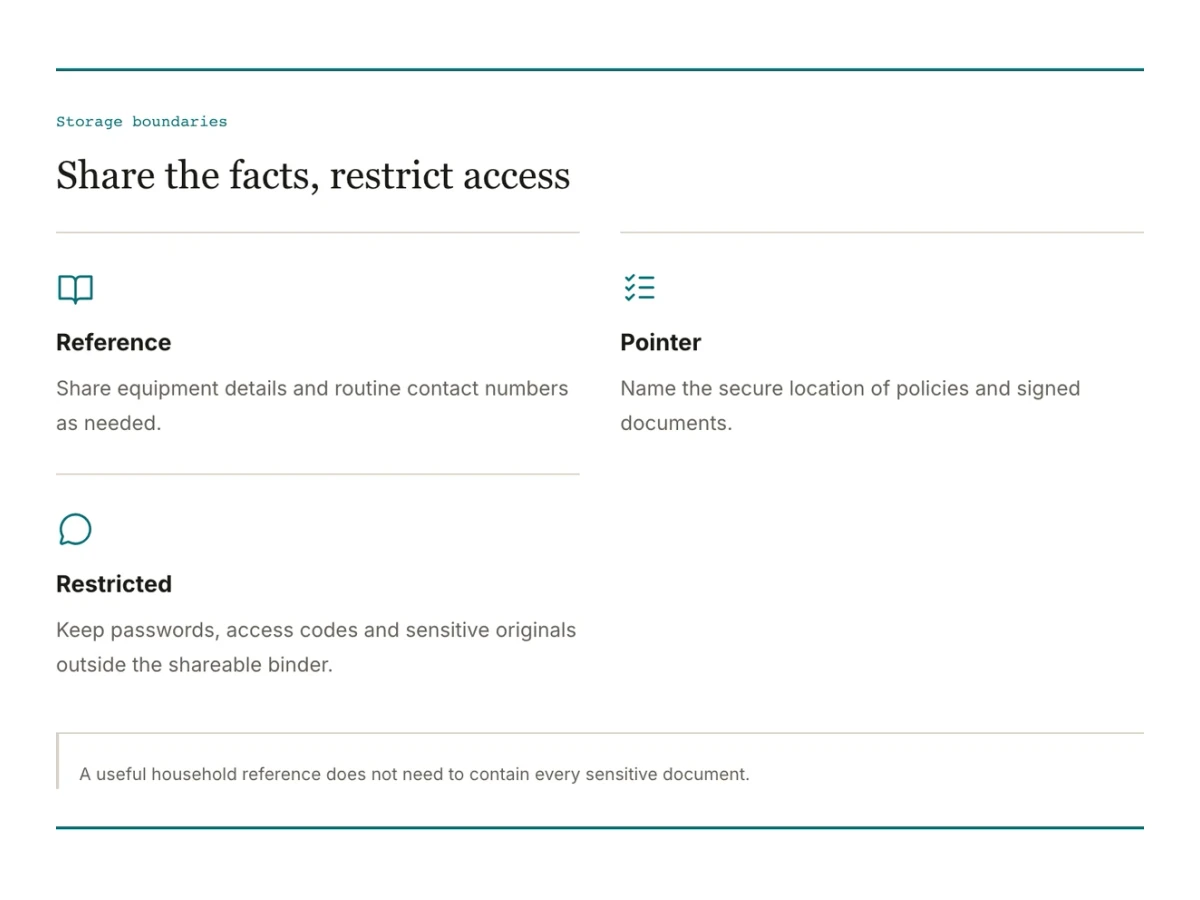 Storage boundaries
Share the facts, restrict access
Reference
Share equipment details and routine contact numbers
as needed.
Pointer
Name the secure location of policies and signed
documents.
Restricted
Keep passwords, access codes and sensitive originals
outside the shareable binder.
A useful household reference does not need to contain every sensitive document.